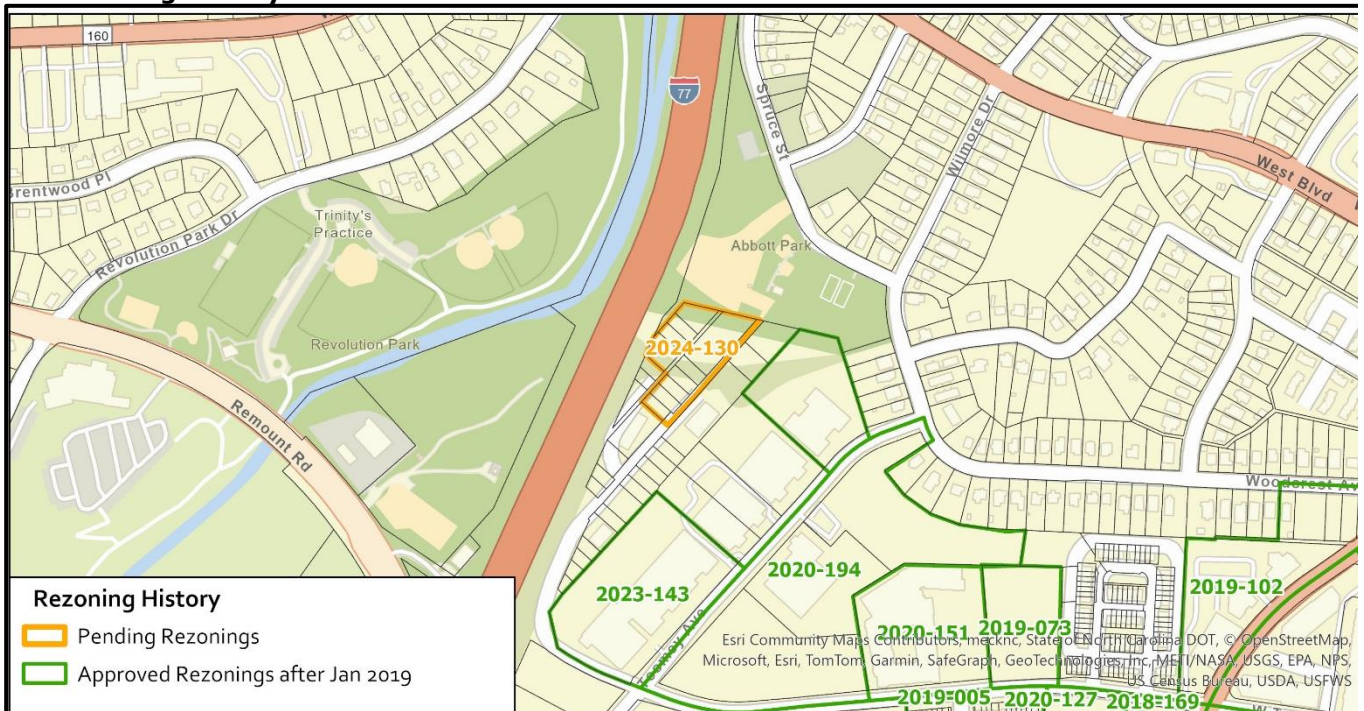 160
77
Spruce St
Wilmore Dr
West Blvd
Brentwood Pl
Revolution Park Dr
Trinity's
Practice
Abbott Park
Revolution Park
2024-130
Remount Rd
Woodcrest Av
2023-143
2020-194
2019-102
2020-151
2019-073
Toomey Ave
Rezoning History
Pending Rezonings
Approved Rezonings after Jan 2019
Esri Community Maps Contributors, mecknc, State of North Carolina DOT, © OpenStreetMap,
Microsoft, Esri, TomTom, Garmin, SafeGraph, GeoTechnologies, Inc, METI/NASA, USGS, EPA, NPS,
US Census Bureau, USDA, USFWS
2019-005
2020-127
2018-169